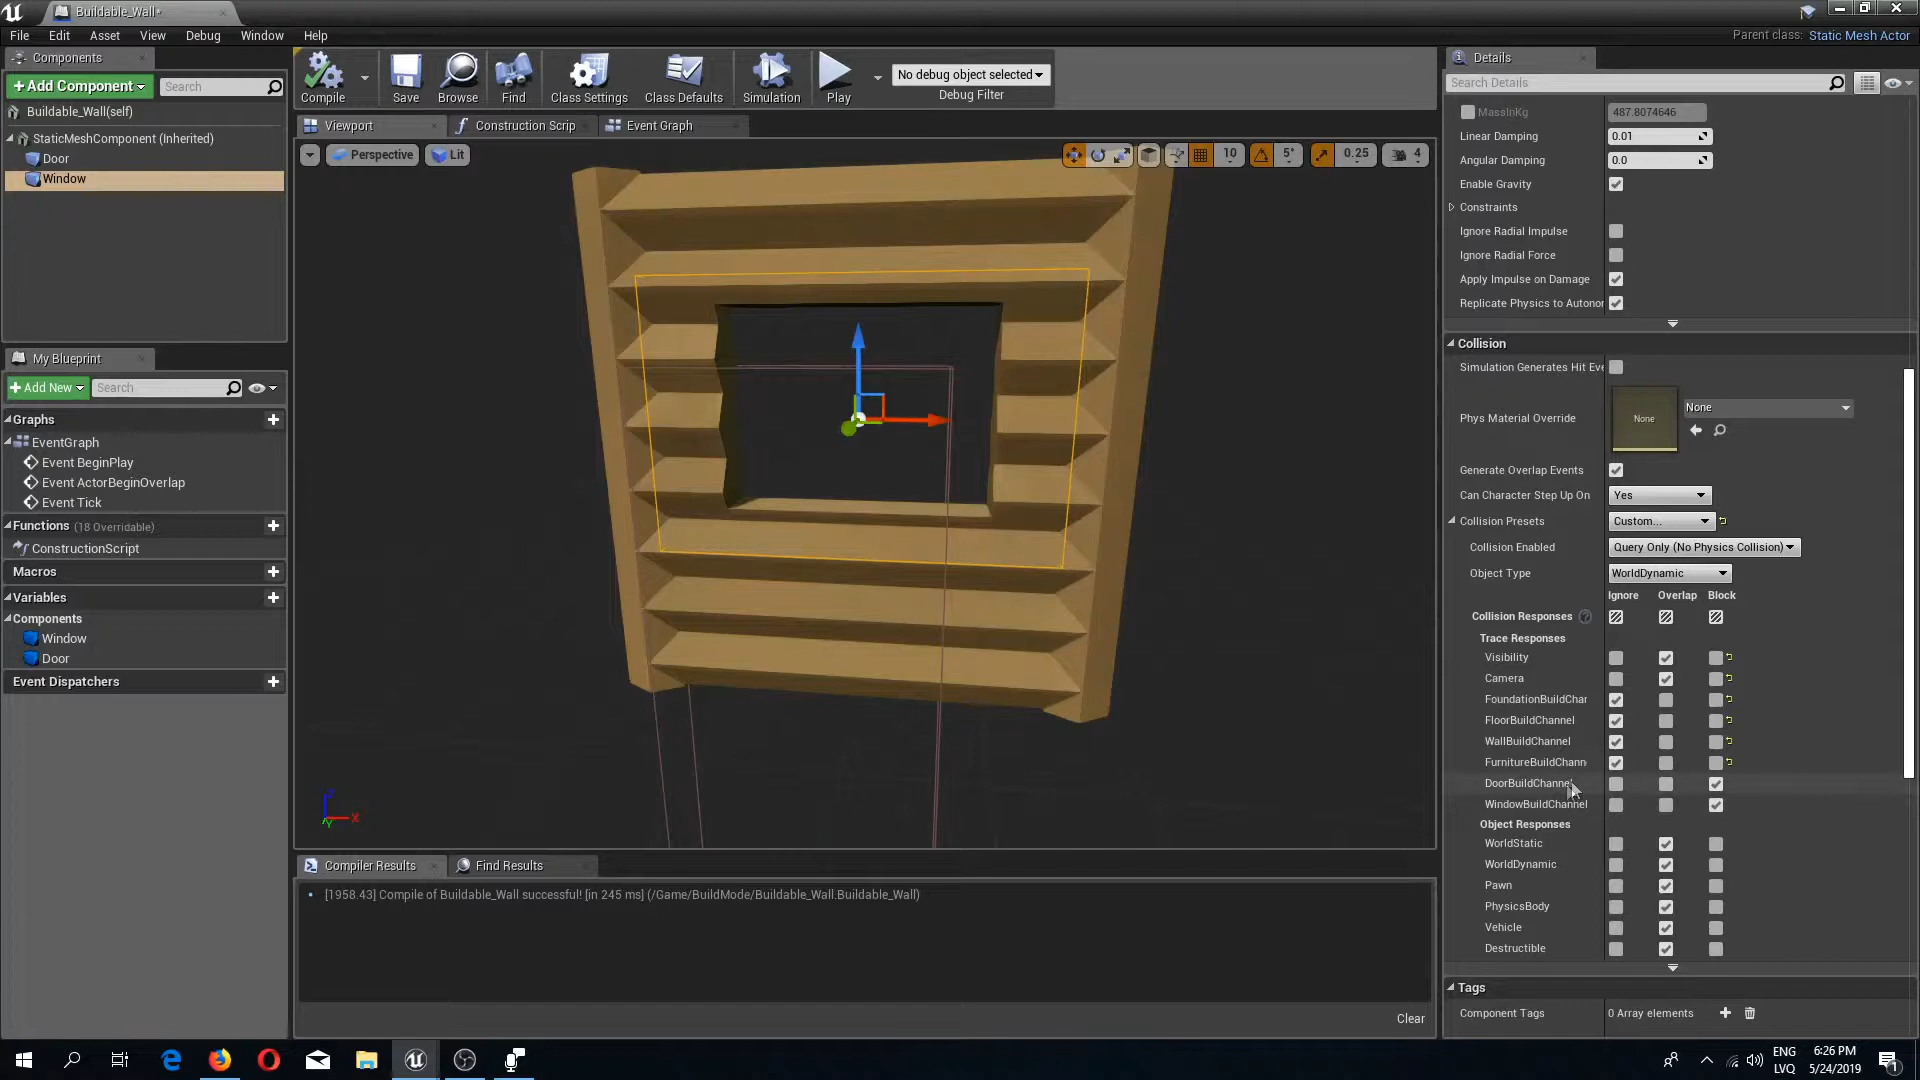 Buildable_Wall*
File Edit Asset View Debug Window Help
Parent class: Static Mesh Actor
Components
+ Add Component
Search
Buildable_Wall(self)
StaticMeshComponent (Inherited)
Door
Window
Compile
Save
Browse
Find
Class Settings
Class Defaults
Simulation
Play
No debug object selected
Debug Filter
Viewport
Construction Scrip
Event Graph
Perspective
Lit
10
5°
0.25
4
My Blueprint
+ Add New
Search
Graphs
EventGraph
Event BeginPlay
Event ActorBeginOverlap
Event Tick
Functions (18 Overridable)
ConstructionScript
Macros
Variables
Components
Window
Door
Event Dispatchers
Z
X
Y
Compiler Results
Find Results
[1958.43] Compile of Buildable_Wall successful! [in 245 ms] (/Game/BuildMode/Buildable_Wall.Buildable_Wall)
Clear
Details
Search Details
MassInKg 487.8074646
Linear Damping 0.01
Angular Damping 0.0
Enable Gravity
Constraints
Ignore Radial Impulse
Ignore Radial Force
Apply Impulse on Damage
Replicate Physics to Autonor
Collision
Simulation Generates Hit Eve
Phys Material Override None None
Generate Overlap Events
Can Character Step Up On Yes
Collision Presets Custom...
Collision Enabled Query Only (No Physics Collision)
Object Type WorldDynamic
Ignore Overlap Block
Collision Responses
Trace Responses
Visibility
Camera
FoundationBuildChar
FloorBuildChannel
WallBuildChannel
FurnitureBuildChann
DoorBuildChannel
WindowBuildChannel
Object Responses
WorldStatic
WorldDynamic
Pawn
PhysicsBody
Vehicle
Destructible
Tags
Component Tags 0 Array elements
ENG 6:26 PM
LVQ 5/24/2019
1